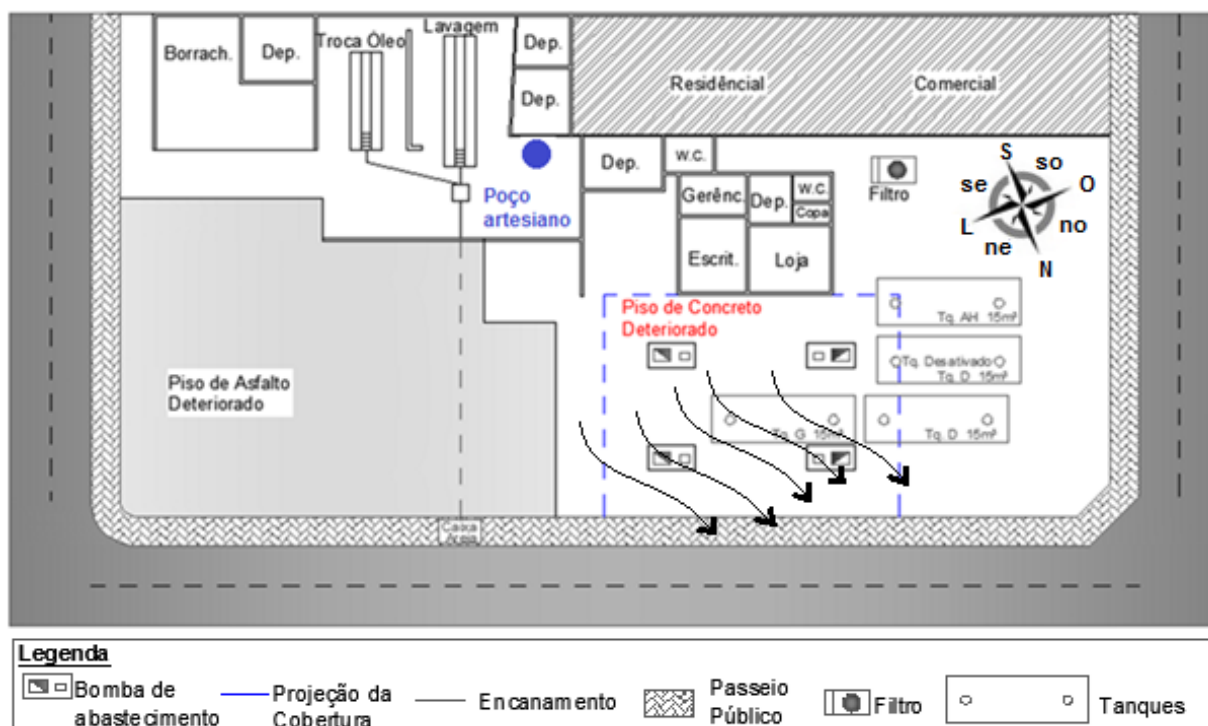 Borrach.
Dep.
Troca Óleo
Lavagem
Dep.
Dep.
Residêncial
Comercial
Poço
artesiano
Dep.
W.C.
Gerênc.
Dep.
W.C.
Copa
Escrit.
Loja
Filtro
S
so
O
no
N
ne
L
se
Piso de Concreto
Deteriorado
Tq. AH 15m³
Tq. Desativado
Tq. D 15m³
Tq. G 15m³
Tq. D 15m³
Piso de Asfalto
Deteriorado
Caixa
Areia
Legenda
Bomba de
abastecimento
Projeção da
Cobertura
Encanamento
Passeio
Público
Filtro
Tanques